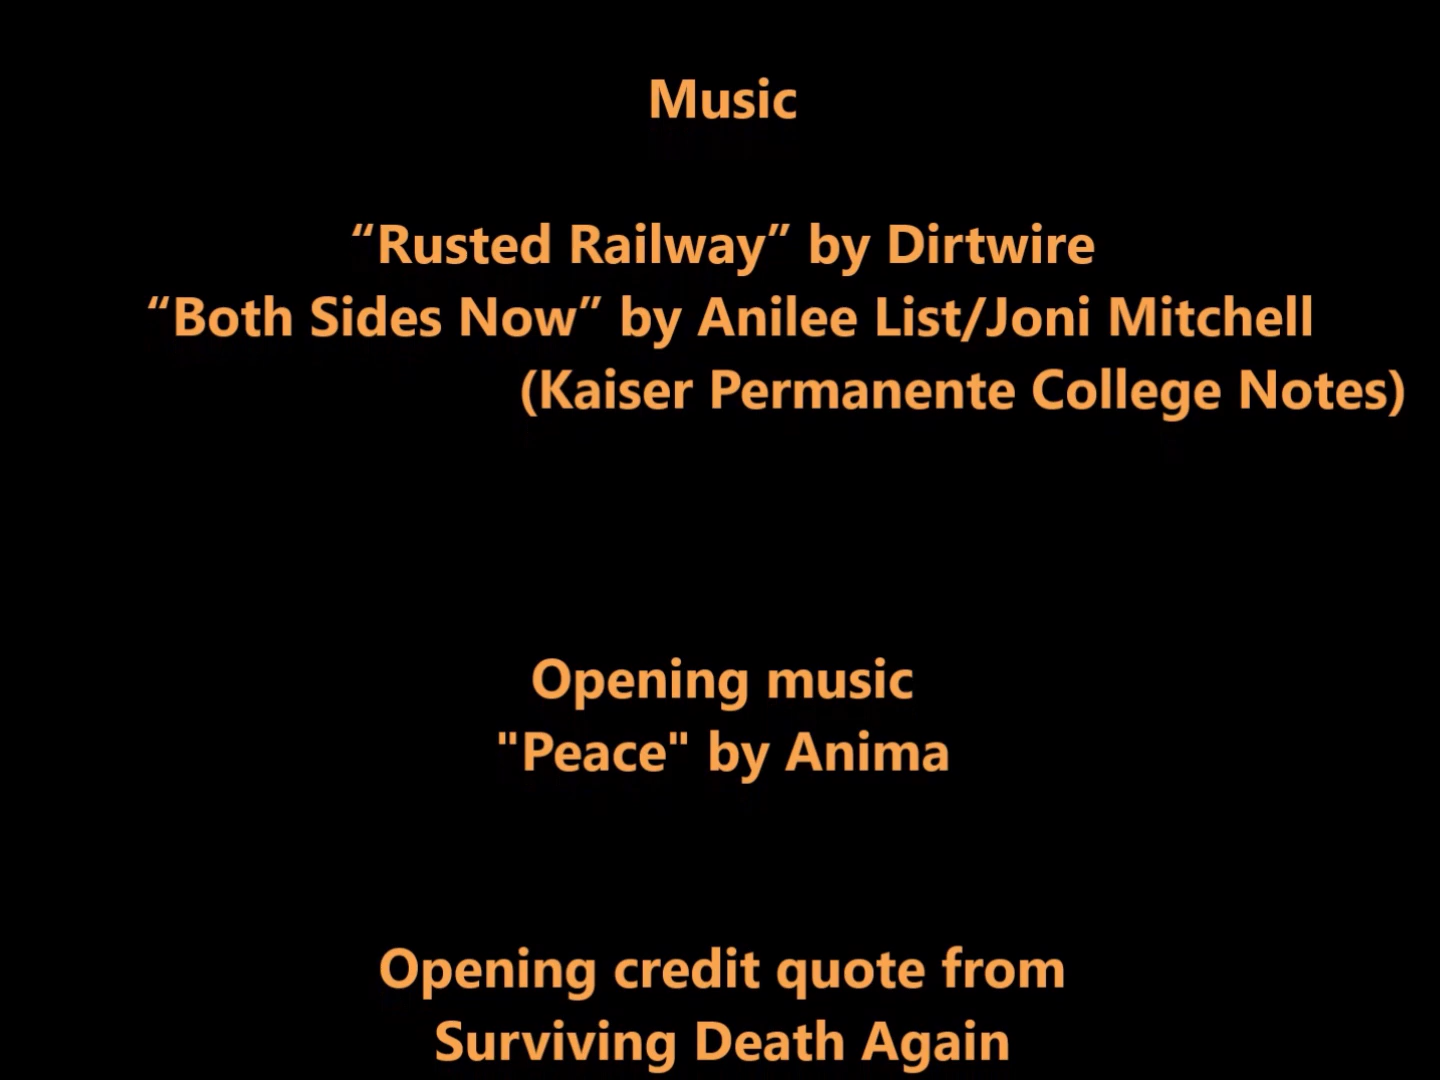 Music
“Rusted Railway” by Dirtwire
“Both Sides Now” by Anilee List/Joni Mitchell
(Kaiser Permanente College Notes)
Opening music
"Peace" by Anima
Opening credit quote from
Surviving Death Again